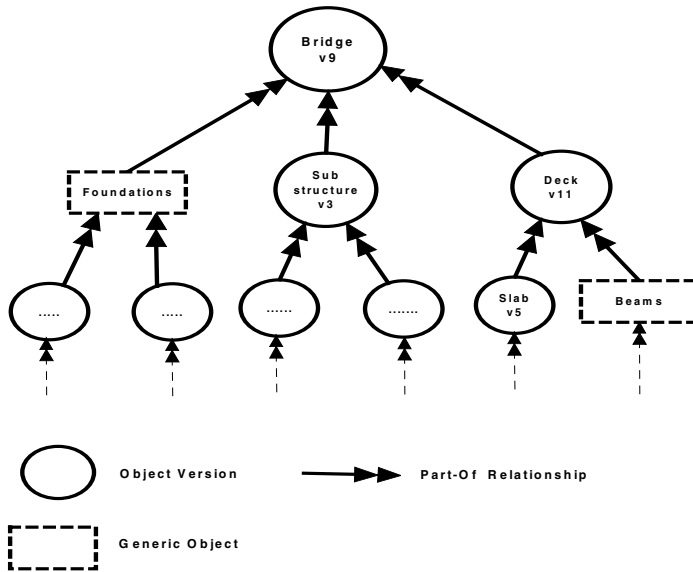 Bridge
v9
Foundations
Sub
structure
v3
Deck
v11
.....
.....
......
.......
Slab
v5
Beams
Object Version
Part-Of Relationship
Generic Object